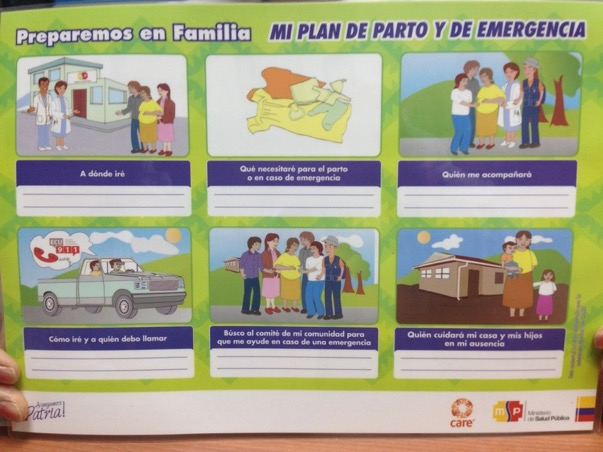 Preparemos en Familia MI PLAN DE PARTO Y DE EMERGENCIA
A dónde iré
Qué necesitaré para el parto
o en caso de emergencia
Quién me acompañará
ECU
911
Cómo iré y a quién debo llamar
Búsco al comité de mi comunidad para
que me ayude en caso de una emergencia
Quién cuidará mi casa y mis hijos
en mi ausencia
Patria!
care
msp
Ministerio
de Salud Pública